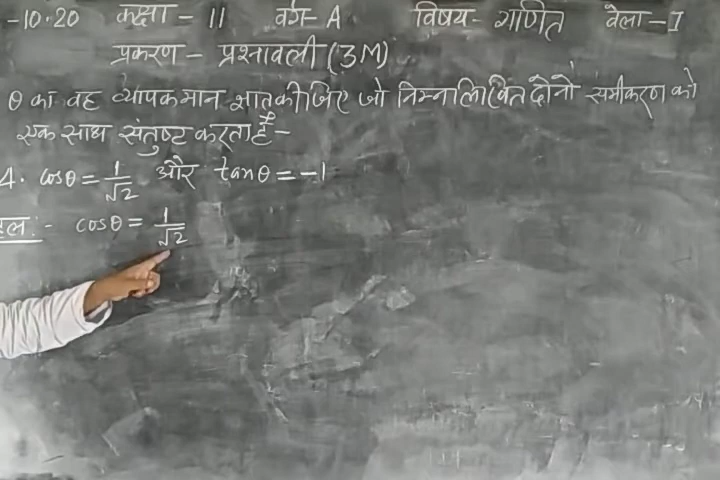 -10.20 कक्षा - 11 वर्ग- A विषय- गणित वेला-I
प्रकरण - प्रश्नावली (3M)
θ का वह व्यापक मान ज्ञात कीजिए जो निम्नलिखित दोनों समीकरण को
एक साथ संतुष्ट करता है -
4. cosθ = 1/√2 और tanθ = -1
हल:- cosθ = 1/√2